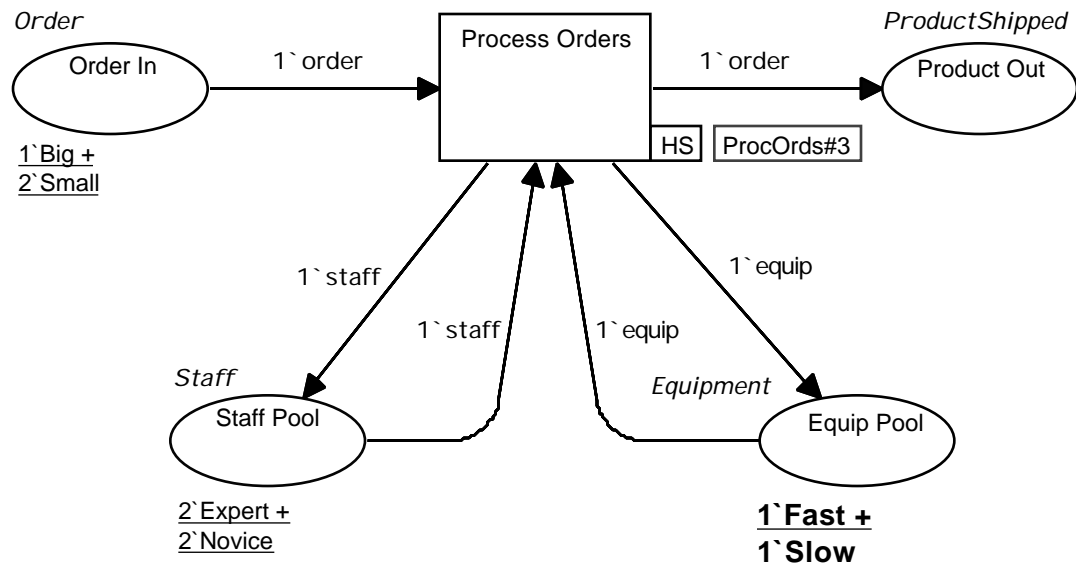 Order
Order In
1`Big +
2`Small
1`order
Process Orders
HS
ProcOrds#3
1`order
ProductShipped
Product Out
1`staff
1`staff
1`equip
1`equip
Staff
Staff Pool
2`Expert +
2`Novice
Equipment
Equip Pool
1`Fast +
1`Slow